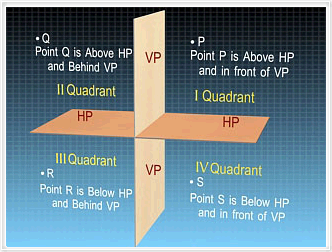 • Q
Point Q is Above HP
and Behind VP
II Quadrant
HP
VP
• P
Point P is Above HP
and in front of VP
I Quadrant
HP
III Quadrant
• R
Point R is Below HP
and Behind VP
VP
IV Quadrant
• S
Point S is Below HP
and in front of VP